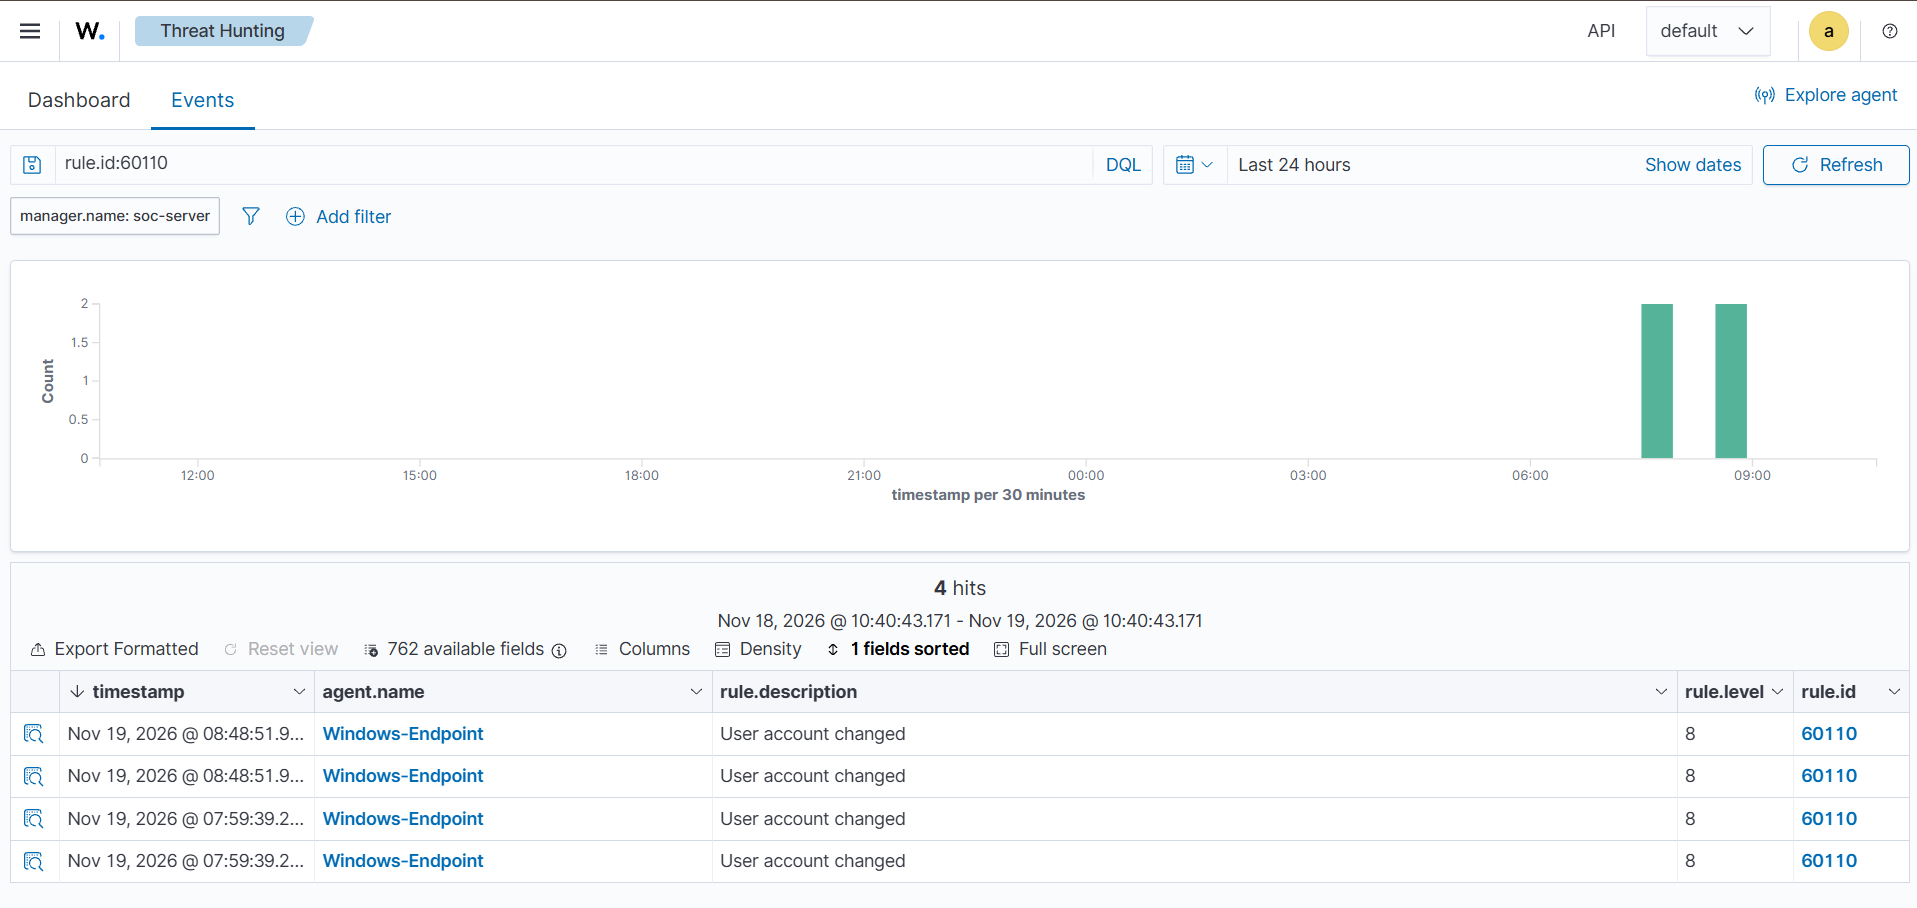 W. Threat Hunting API default a
Dashboard Events Explore agent
rule.id:60110 DQL Last 24 hours Show dates Refresh
manager.name: soc-server Add filter
2
1.5
1
0.5
0
Count
12:00 15:00 18:00 21:00 00:00 03:00 06:00 09:00
timestamp per 30 minutes
4 hits
Nov 18, 2026 @ 10:40:43.171 - Nov 19, 2026 @ 10:40:43.171
Export Formatted Reset view 762 available fields Columns Density 1 fields sorted Full screen
timestamp agent.name rule.description rule.level rule.id
Nov 19, 2026 @ 08:48:51.9... Windows-Endpoint User account changed 8 60110
Nov 19, 2026 @ 08:48:51.9... Windows-Endpoint User account changed 8 60110
Nov 19, 2026 @ 07:59:39.2... Windows-Endpoint User account changed 8 60110
Nov 19, 2026 @ 07:59:39.2... Windows-Endpoint User account changed 8 60110